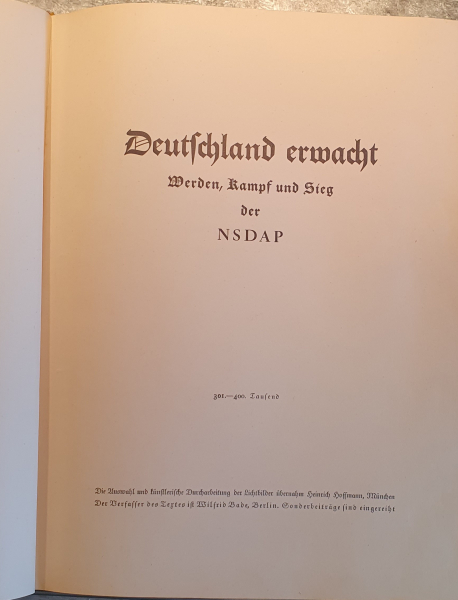 Deutschland erwacht
Werden, Kampf und Sieg
der
NSDAP
301.—400. Tausend
Die Auswahl und künstlerische Durcharbeitung der Lichtbilder übernahm Heinrich Hoffmann, München
Der Verfasser des Textes ist Wilfrid Bade, Berlin. Sonderbeiträge sind eingereiht